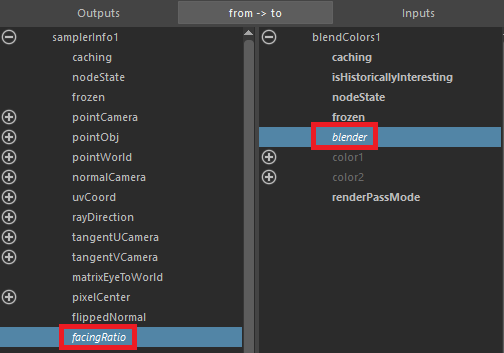 Outputs
from -> to
Inputs
samplerInfo1
caching
nodeState
frozen
pointCamera
pointObj
pointWorld
normalCamera
uvCoord
rayDirection
tangentUCamera
tangentVCamera
matrixEyeToWorld
pixelCenter
flippedNormal
facingRatio
blendColors1
caching
isHistoricallyInteresting
nodeState
frozen
blender
color1
color2
renderPassMode